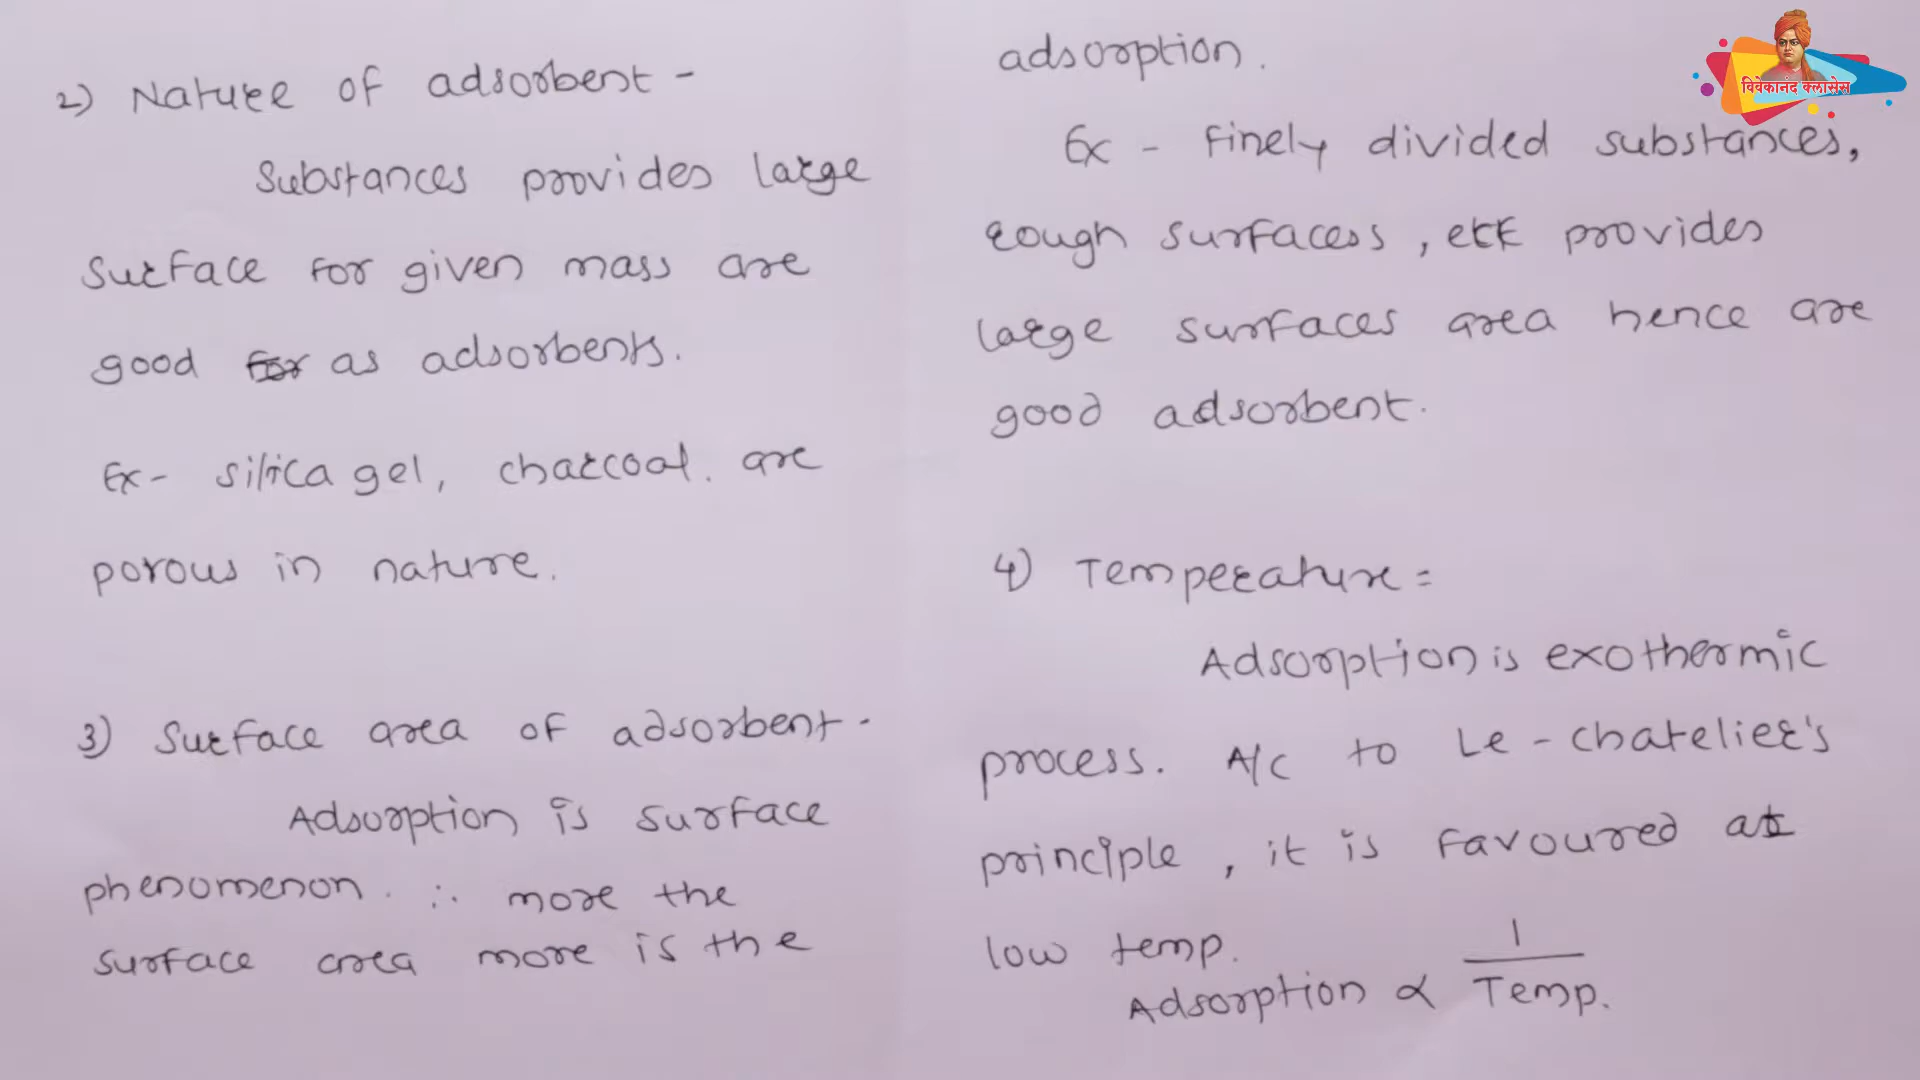 2) Nature of adsorbent -
Substances provides large
surface for given mass are
good for as adsorbents.
Ex- silica gel, charcoal. are
porous in nature.
3) Surface area of adsorbent -
Adsorption is surface
phenomenon. ∴ more the
surface area more is the
adsorption.
Ex - Finely divided substances,
rough surfaces, etc provides
large surfaces area hence are
good adsorbent.
4) Temperature =
Adsorption is exothermic
process. A/c to Le-chatelier's
principle, it is favoured at
low temp.
Adsorption ∝ 1/Temp.
विवेकानंद क्लासेस